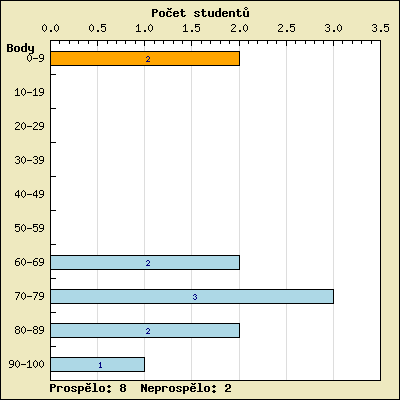 Počet studentů
0.0 0.5 1.0 1.5 2.0 2.5 3.0 3.5
Body
0-9 2
10-19
20-29
30-39
40-49
50-59
60-69 2
70-79 3
80-89 2
90-100 1
Prospělo: 8 Neprospělo: 2